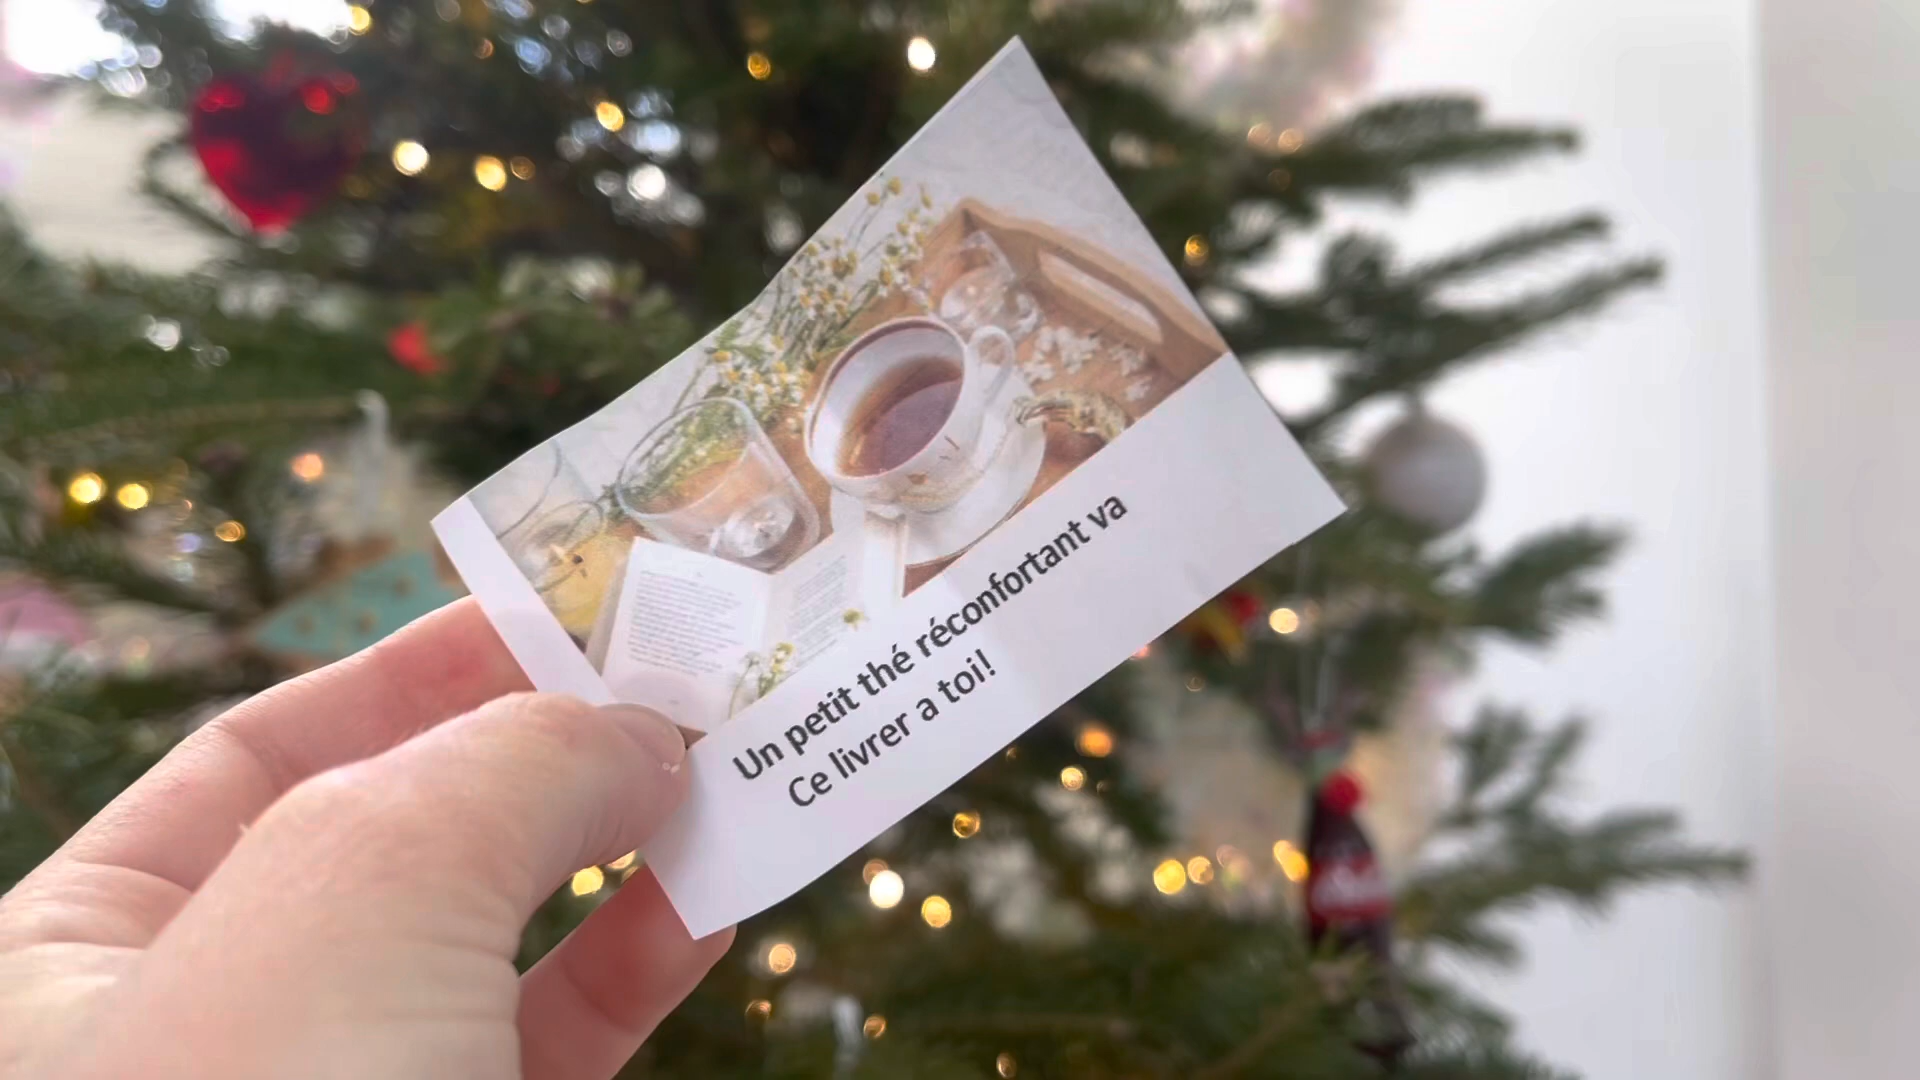 Un petit thé réconfortant va
Ce livrer a toi!